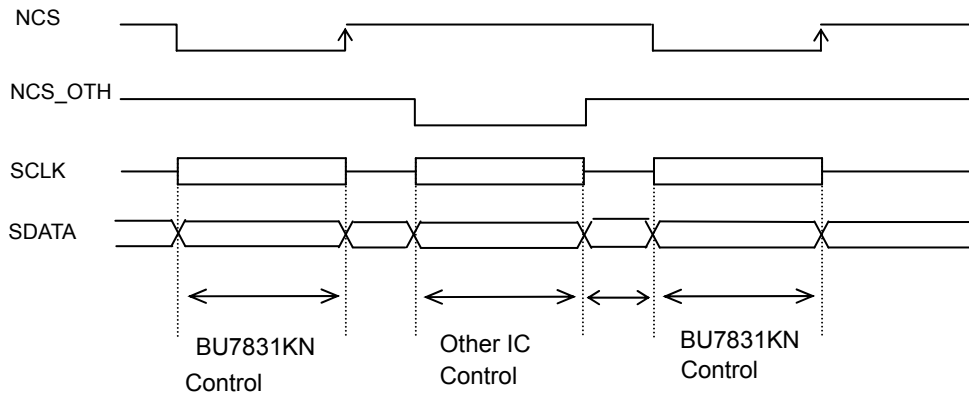 NCS
NCS_OTH
SCLK
SDATA
BU7831KN
Control
Other IC
Control
BU7831KN
Control